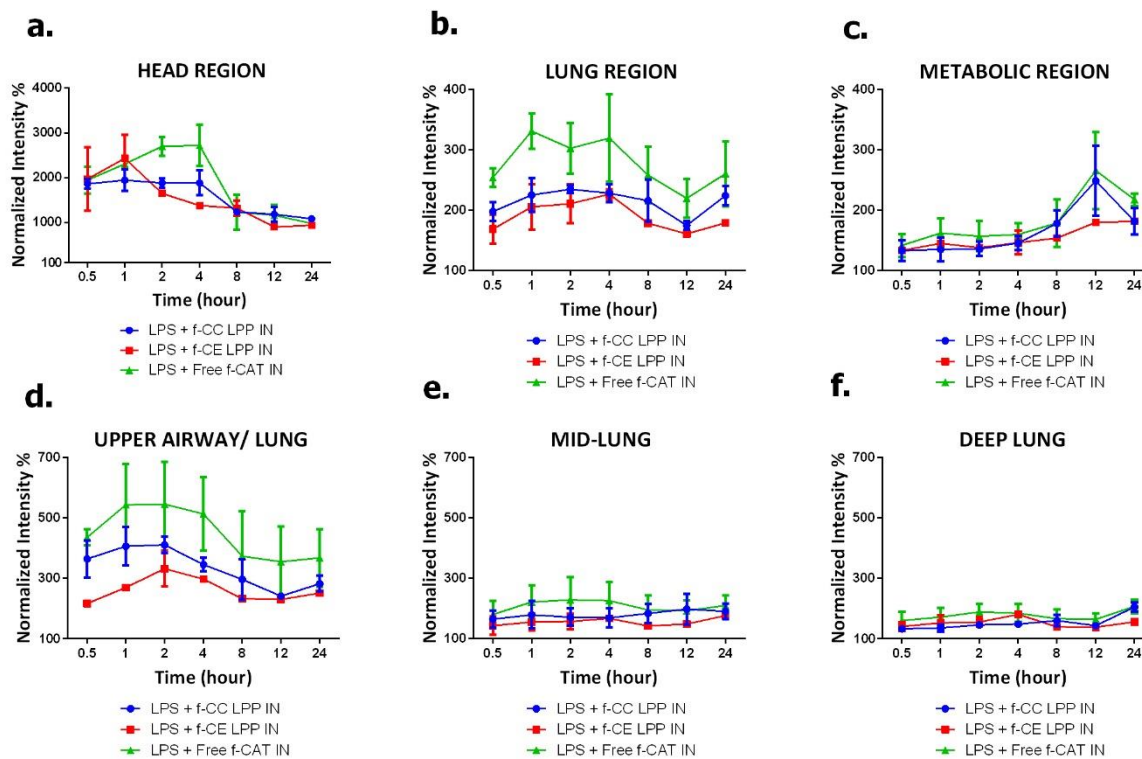 a.
HEAD REGION
Normalized Intensity %
4000
3000
2000
1000
100
0.5 1 2 4 8 12 24
Time (hour)
LPS + f-CC LPP IN
LPS + f-CE LPP IN
LPS + Free f-CAT IN
b.
LUNG REGION
Normalized Intensity %
400
300
200
100
0.5 1 2 4 8 12 24
Time (hour)
LPS + f-CC LPP IN
LPS + f-CE LPP IN
LPS + Free f-CAT IN
c.
METABOLIC REGION
Normalized Intensity %
400
300
200
100
0.5 1 2 4 8 12 24
Time (hour)
LPS + f-CC LPP IN
LPS + f-CE LPP IN
LPS + Free f-CAT IN
d.
UPPER AIRWAY/ LUNG
Normalized Intensity %
700
500
300
100
0.5 1 2 4 8 12 24
Time (hour)
LPS + f-CC LPP IN
LPS + f-CE LPP IN
LPS + Free f-CAT IN
e.
MID-LUNG
Normalized Intensity %
700
500
300
100
0.5 1 2 4 8 12 24
Time (hour)
LPS + f-CC LPP IN
LPS + f-CE LPP IN
LPS + Free f-CAT IN
f.
DEEP LUNG
Normalized Intensity %
700
500
300
100
0.5 1 2 4 8 12 24
Time (hour)
LPS + f-CC LPP IN
LPS + f-CE LPP IN
LPS + Free f-CAT IN